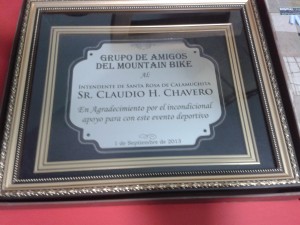 GRUPO DE AMIGOS
DEL MOUNTAIN BIKE
Al
INTENDENTE DE SANTA ROSA DE CALAMUCHITA
SR. CLAUDIO H. CHAVERO
En Agradecimiento por el incondicional
apoyo para con este evento deportivo
1 de Septiembre de 2013